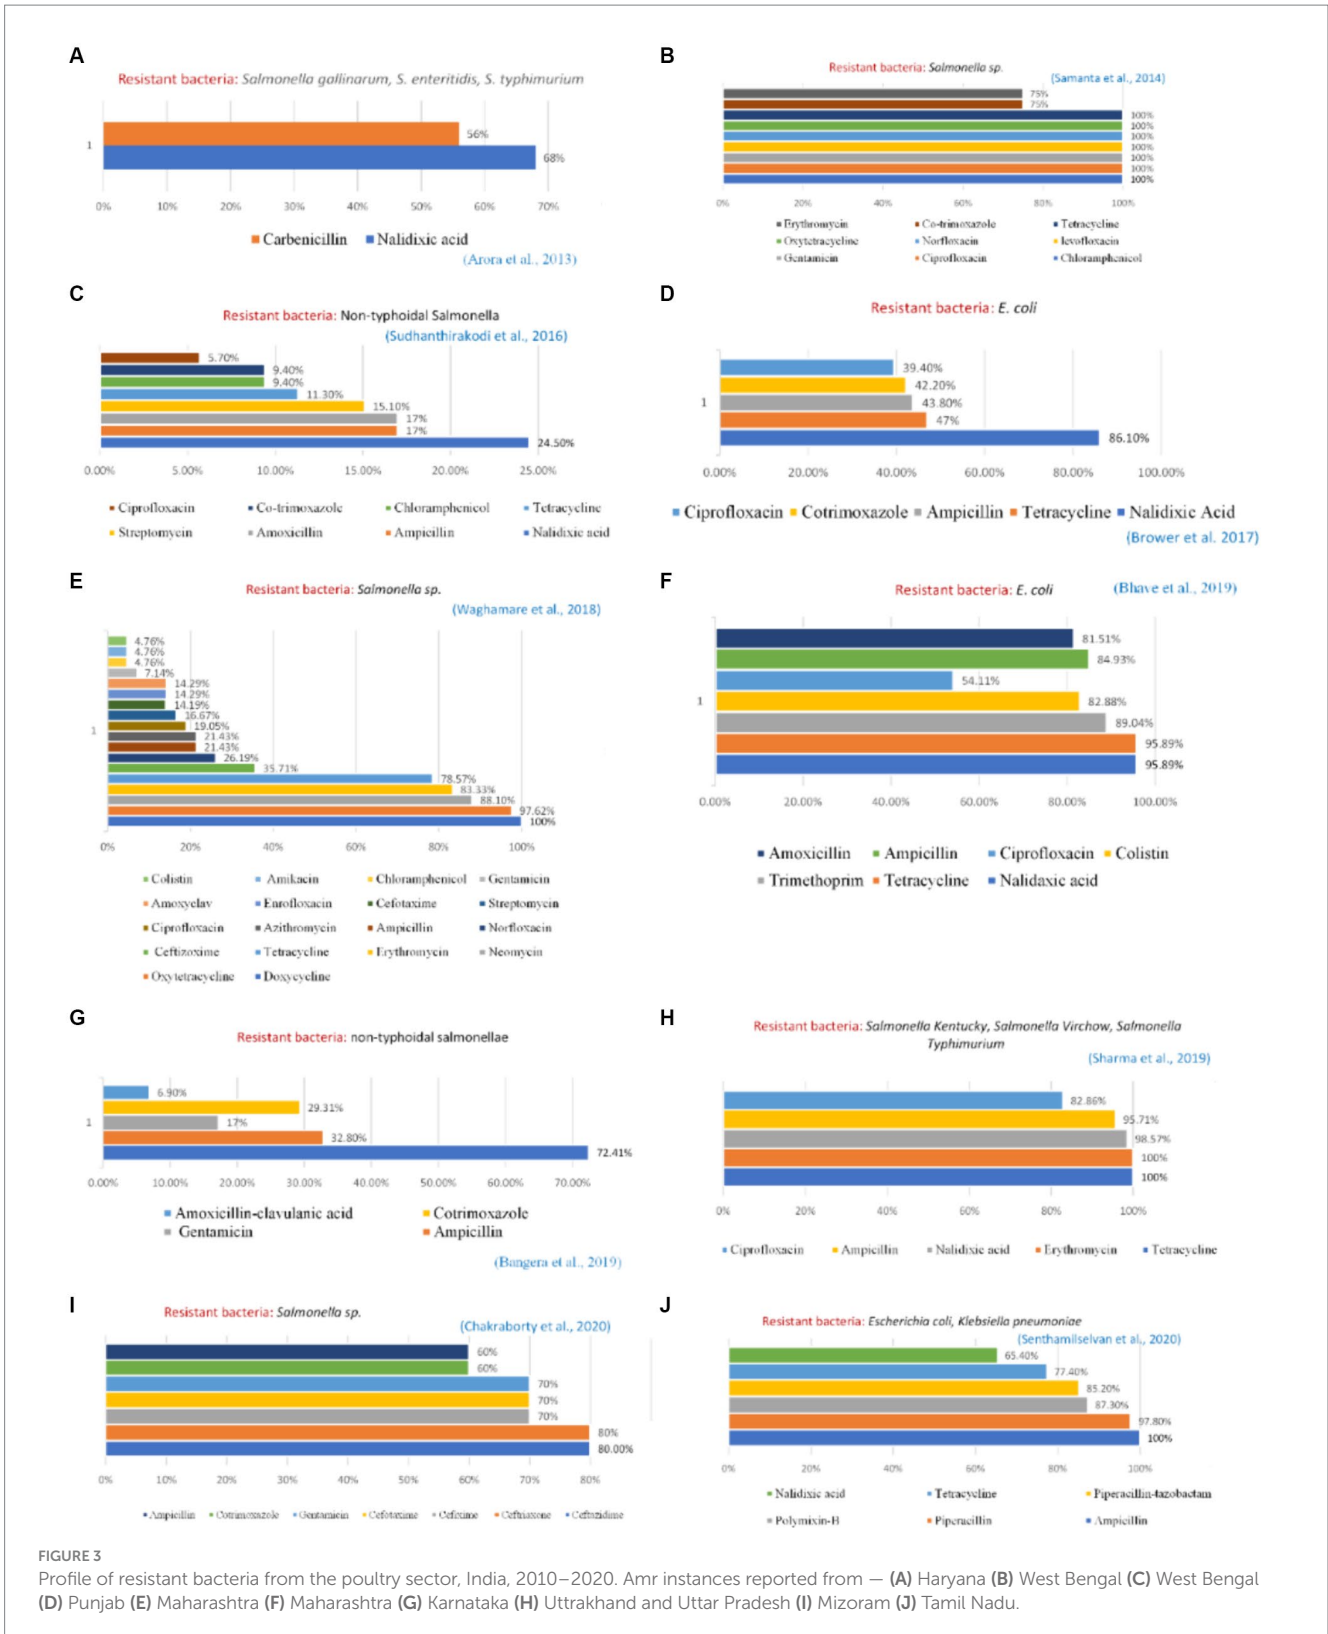 A
Resistant bacteria: Salmonella gallinarum, S. enteritidis, S. typhimurium
56%
1
68%
0% 10% 20% 30% 40% 50% 60% 70%
Carbenicillin Nalidixic acid
(Arora et al., 2013)
B
Resistant bacteria: Salmonella sp.
(Samanta et al., 2014)
75%
75%
100%
100%
100%
100%
100%
100%
100%
0% 20% 40% 60% 80% 100%
Erythromycin Co-trimoxazole Tetracycline
Oxytetracycline Norfloxacin levofloxacin
Gentamicin Ciprofloxacin Chloramphenicol
C
Resistant bacteria: Non-typhoidal Salmonella
(Sudhanthirakodi et al., 2016)
5.70%
9.40%
9.40%
11.30%
15.10%
17%
17%
24.50%
0.00% 5.00% 10.00% 15.00% 20.00% 25.00%
Ciprofloxacin Co-trimoxazole Chloramphenicol Tetracycline
Streptomycin Amoxicillin Ampicillin Nalidixic acid
D
Resistant bacteria: E. coli
39.40%
42.20%
1 43.80%
47%
86.10%
0.00% 20.00% 40.00% 60.00% 80.00% 100.00%
Ciprofloxacin Cotrimoxazole Ampicillin Tetracycline Nalidixic Acid
(Brower et al. 2017)
E
Resistant bacteria: Salmonella sp.
(Waghamare et al., 2018)
4.76%
4.76%
4.76%
7.14%
14.29%
14.29%
14.19%
16.67%
19.05%
1 21.43%
21.43%
26.19%
35.71%
78.57%
83.33%
88.10%
97.62%
100%
0% 20% 40% 60% 80% 100%
Colistin Amikacin Chloramphenicol Gentamicin
Amoxyclav Enrofloxacin Cefotaxime Streptomycin
Ciprofloxacin Azithromycin Ampicillin Norfloxacin
Ceftizoxime Tetracycline Erythromycin Neomycin
Oxytetracycline Doxycycline
F
Resistant bacteria: E. coli (Bhave et al., 2019)
81.51%
84.93%
54.11%
1 82.88%
89.04%
95.89%
95.89%
0.00% 20.00% 40.00% 60.00% 80.00% 100.00%
Amoxicillin Ampicillin Ciprofloxacin Colistin
Trimethoprim Tetracycline Nalidaxic acid
G
Resistant bacteria: non-typhoidal salmonellae
6.90%
29.31%
1 17%
32.80%
72.41%
0.00% 10.00% 20.00% 30.00% 40.00% 50.00% 60.00% 70.00%
Amoxicillin-clavulanic acid Cotrimoxazole
Gentamicin Ampicillin
(Bangera et al., 2019)
H
Resistant bacteria: Salmonella Kentucky, Salmonella Virchow, Salmonella
Typhimurium
(Sharma et al., 2019)
82.86%
95.71%
98.57%
100%
100%
0% 20% 40% 60% 80% 100%
Ciprofloxacin Ampicillin Nalidixic acid Erythromycin Tetracycline
I
Resistant bacteria: Salmonella sp.
(Chakraborty et al., 2020)
60%
60%
70%
70%
70%
80%
80.00%
0% 10% 20% 30% 40% 50% 60% 70% 80%
Ampicillin Cotrimoxazole Gentamicin Cefotaxime Cefixime Ceftriaxone Ceftazidime
J
Resistant bacteria: Escherichia coli, Klebsiella pneumoniae
(Senthamilselvan et al., 2020)
65.40%
77.40%
85.20%
87.30%
97.80%
100%
0% 20% 40% 60% 80% 100%
Nalidixic acid Tetracycline Piperacillin-tazobactam
Polymixin-B Piperacillin Ampicillin
FIGURE 3
Profile of resistant bacteria from the poultry sector, India, 2010–2020. Amr instances reported from — (A) Haryana (B) West Bengal (C) West Bengal
(D) Punjab (E) Maharashtra (F) Maharashtra (G) Karnataka (H) Uttrakhand and Uttar Pradesh (I) Mizoram (J) Tamil Nadu.